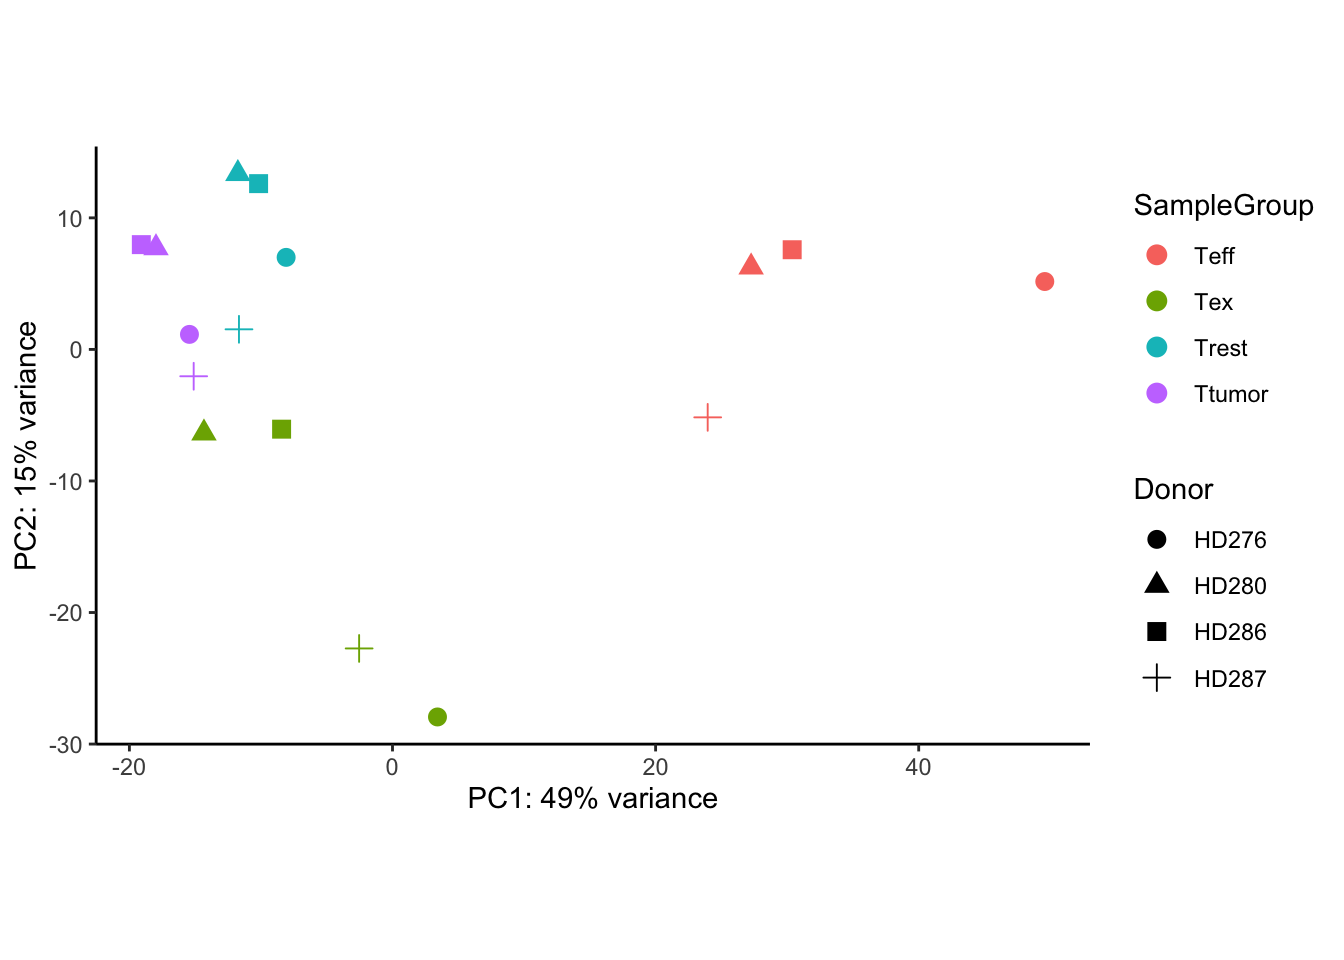 10
0
-10
-20
-30
-20
0
20
40
PC1: 49% variance
PC2: 15% variance
SampleGroup
Teff
Tex
Trest
Ttumor
Donor
HD276
HD280
HD286
HD287